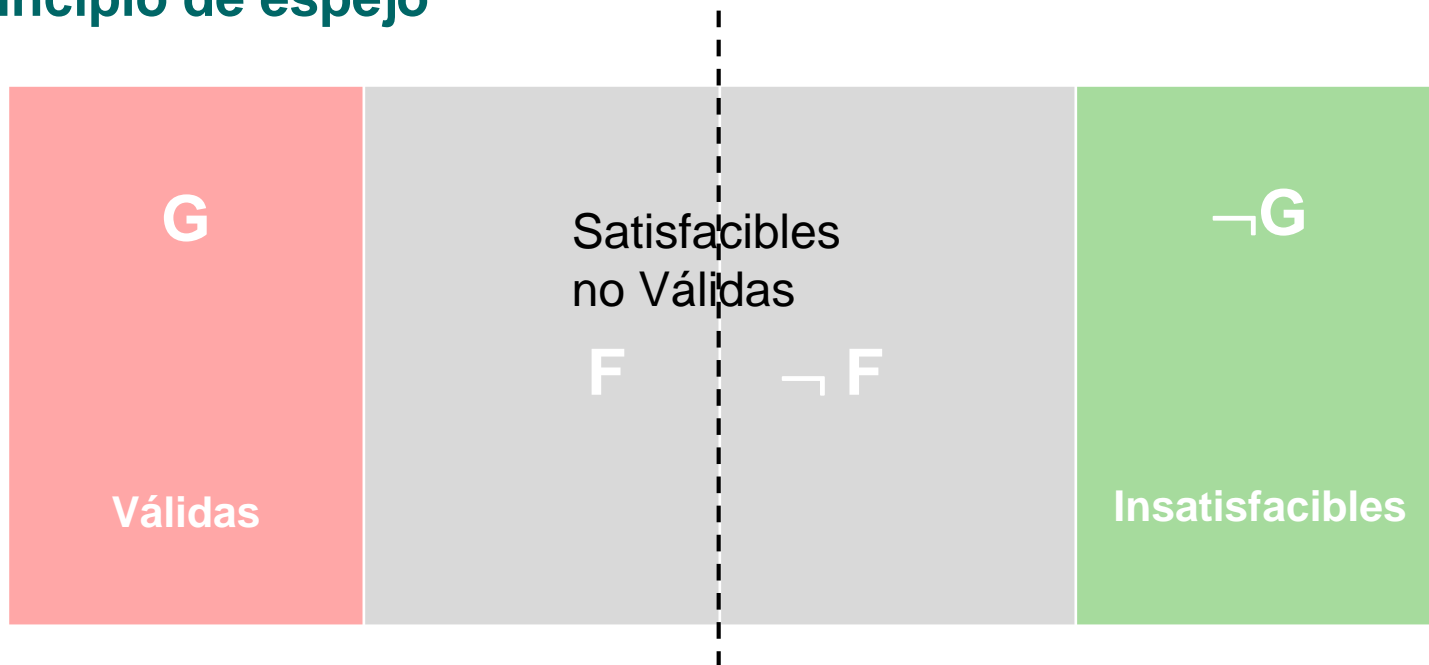 incipio de espejo
G
¬G
Satisfacibles
no Válidas
F ¬ F
Válidas
Insatisfacibles